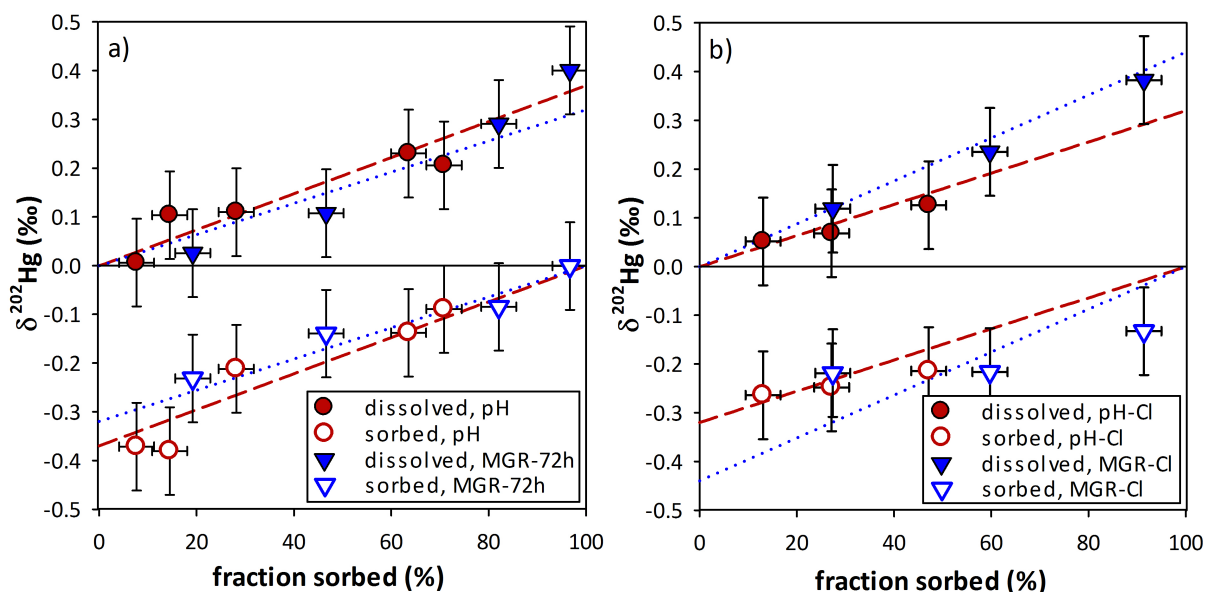 a)
δ²⁰²Hg (‰)
0.5
0.4
0.3
0.2
0.1
0.0
-0.1
-0.2
-0.3
-0.4
-0.5
dissolved, pH
sorbed, pH
dissolved, MGR-72h
sorbed, MGR-72h
0 20 40 60 80 100
fraction sorbed (%)
b)
δ²⁰²Hg (‰)
0.5
0.4
0.3
0.2
0.1
0.0
-0.1
-0.2
-0.3
-0.4
-0.5
dissolved, pH-Cl
sorbed, pH-Cl
dissolved, MGR-Cl
sorbed, MGR-Cl
0 20 40 60 80 100
fraction sorbed (%)